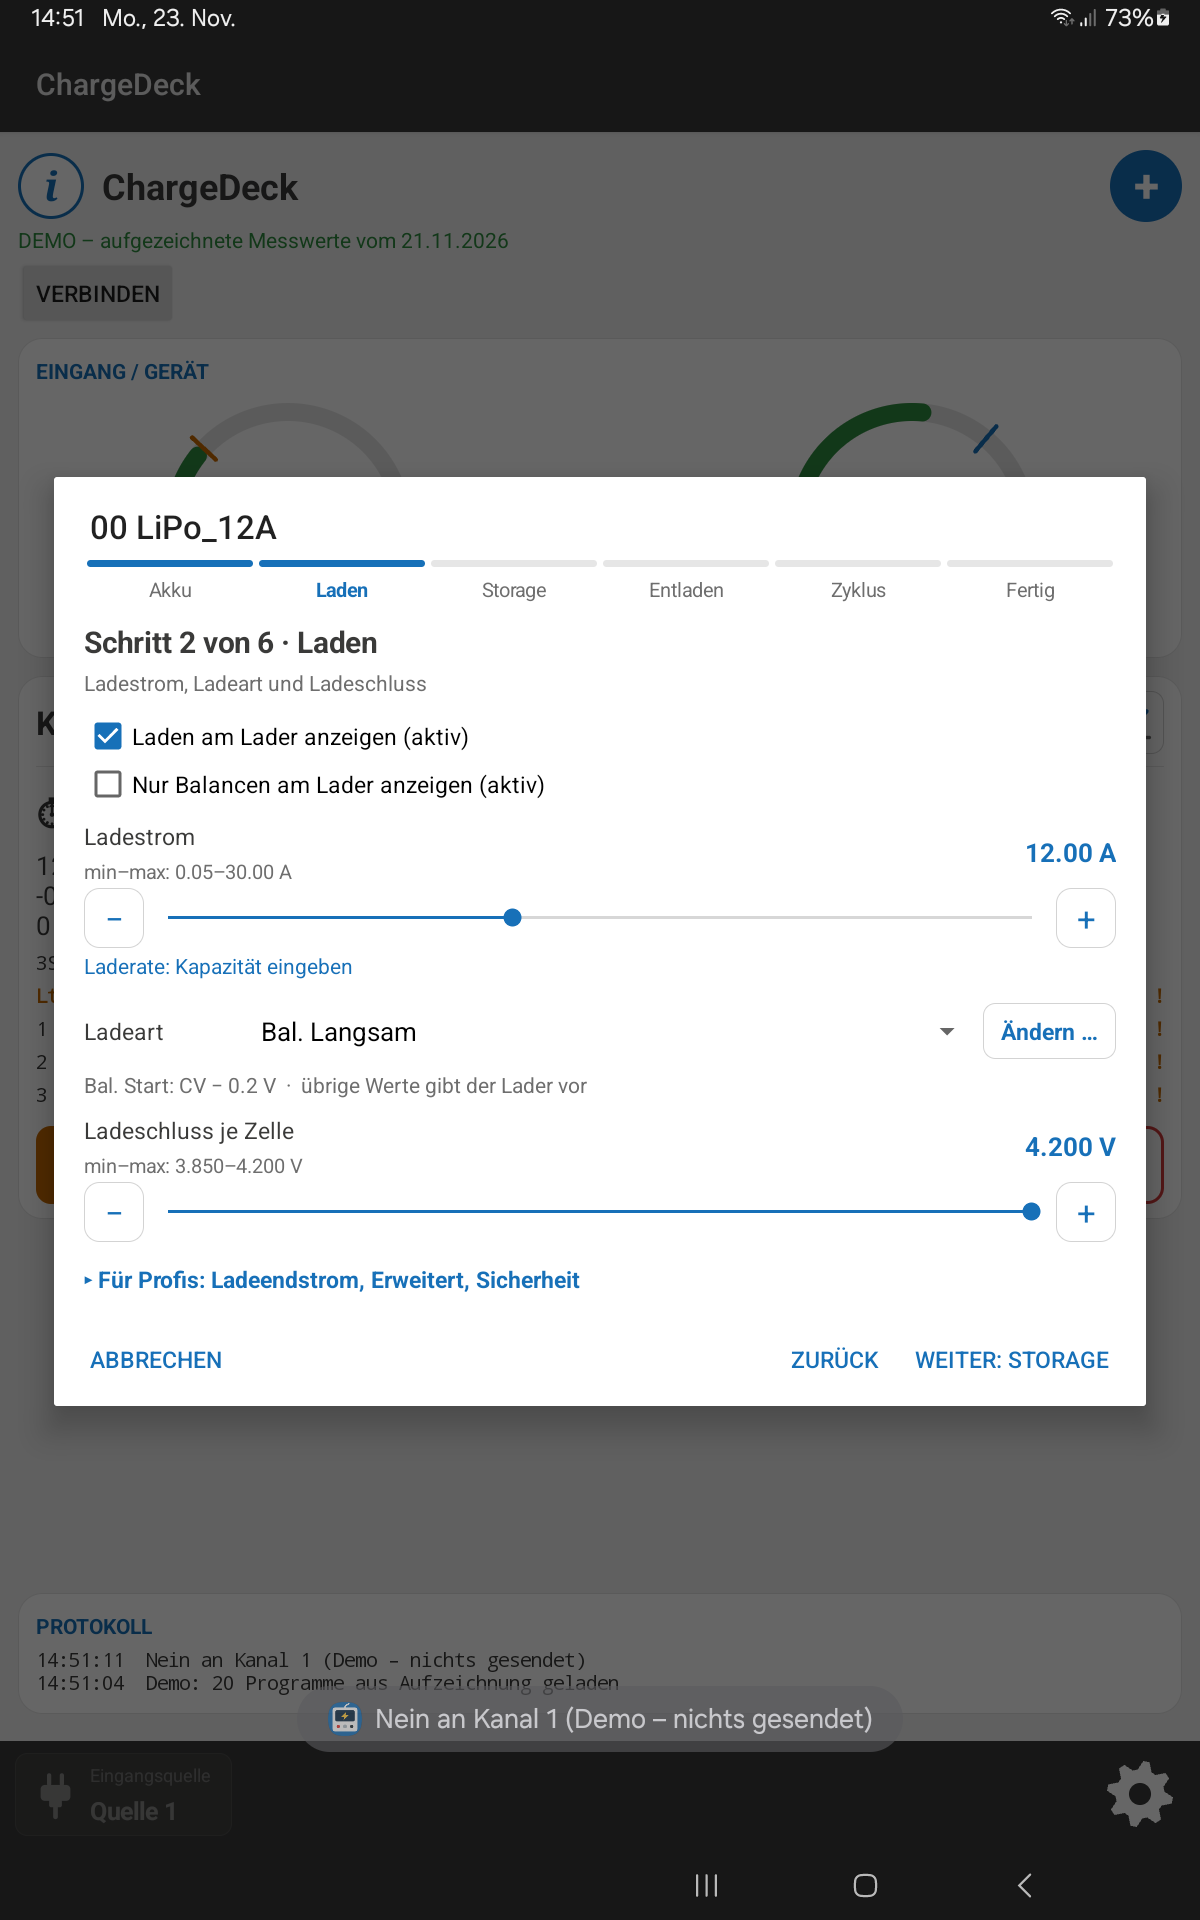 14:51 Mo., 23. Nov.
73%
ChargeDeck
ChargeDeck
DEMO – aufgezeichnete Messwerte vom 21.11.2026
VERBINDEN
EINGANG / GERÄT
00 LiPo_12A
Akku Laden Storage Entladen Zyklus Fertig
Schritt 2 von 6 · Laden
Ladestrom, Ladeart und Ladeschluss
Laden am Lader anzeigen (aktiv)
Nur Balancen am Lader anzeigen (aktiv)
Ladestrom
12.00 A
min–max: 0.05–30.00 A
− +
Laderate: Kapazität eingeben
Ladeart Bal. Langsam Ändern ...
Bal. Start: CV − 0.2 V · übrige Werte gibt der Lader vor
Ladeschluss je Zelle
4.200 V
min–max: 3.850–4.200 V
− +
▸ Für Profis: Ladeendstrom, Erweitert, Sicherheit
ABBRECHEN ZURÜCK WEITER: STORAGE
PROTOKOLL
14:51:11 Nein an Kanal 1 (Demo – nichts gesendet)
14:51:04 Demo: 20 Programme aus Aufzeichnung geladen
Nein an Kanal 1 (Demo – nichts gesendet)
Eingangsquelle
Quelle 1